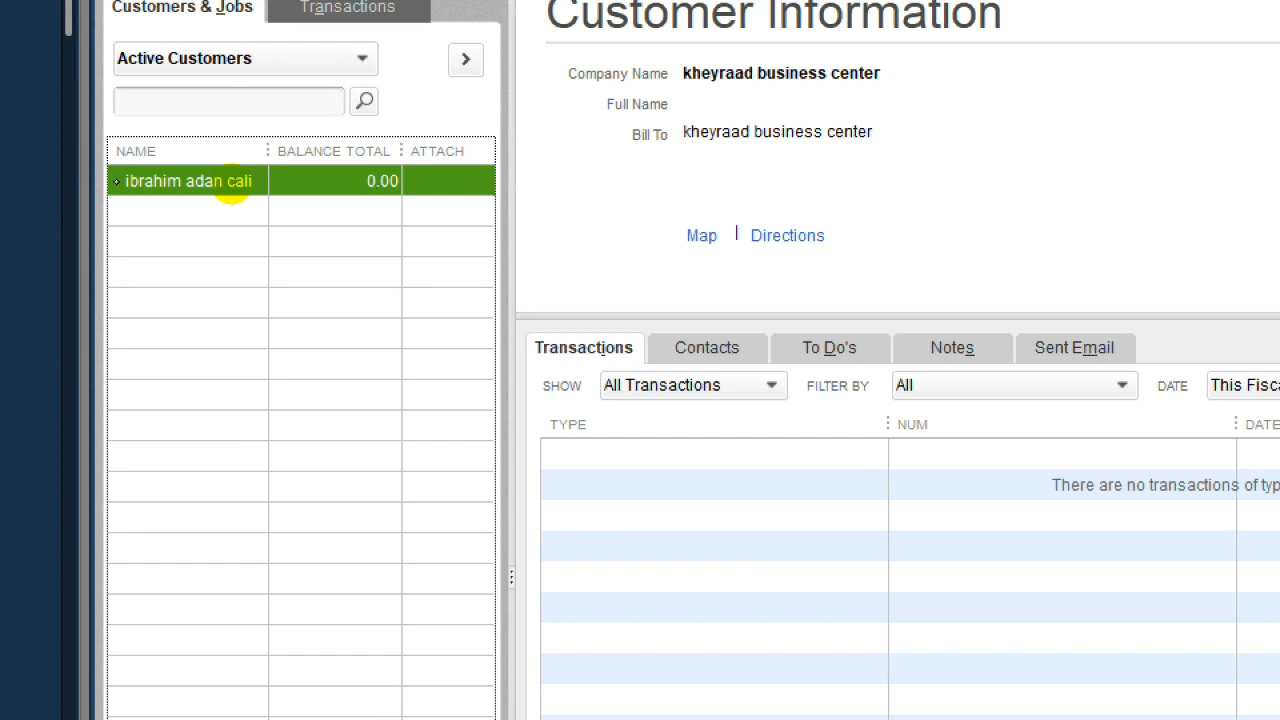 Customers & Jobs
Transactions
Active Customers
NAME
BALANCE TOTAL
ATTACH
ibrahim adan cali
0.00
Customer Information
Company Name
kheyraad business center
Full Name
Bill To
kheyraad business center
Map
Directions
Transactions
Contacts
To Do's
Notes
Sent Email
SHOW
All Transactions
FILTER BY
All
DATE
This Fisc
TYPE
NUM
DATE
There are no transactions of typ